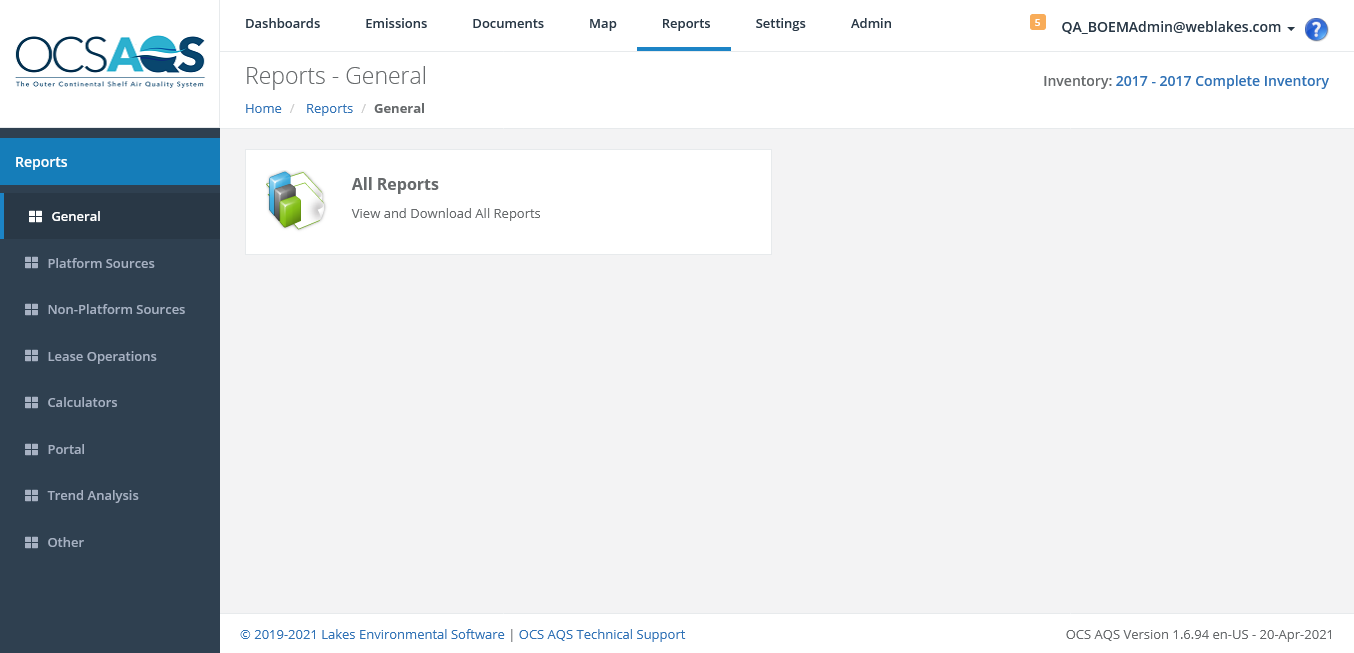 OCSAQS
The Outer Continental Shelf Air Quality System
Dashboards Emissions Documents Map Reports Settings Admin
5 QA_BOEMAdmin@weblakes.com ?
Reports - General
Inventory: 2017 - 2017 Complete Inventory
Home / Reports / General
Reports
General
Platform Sources
Non-Platform Sources
Lease Operations
Calculators
Portal
Trend Analysis
Other
All Reports
View and Download All Reports
© 2019-2021 Lakes Environmental Software | OCS AQS Technical Support
OCS AQS Version 1.6.94 en-US - 20-Apr-2021